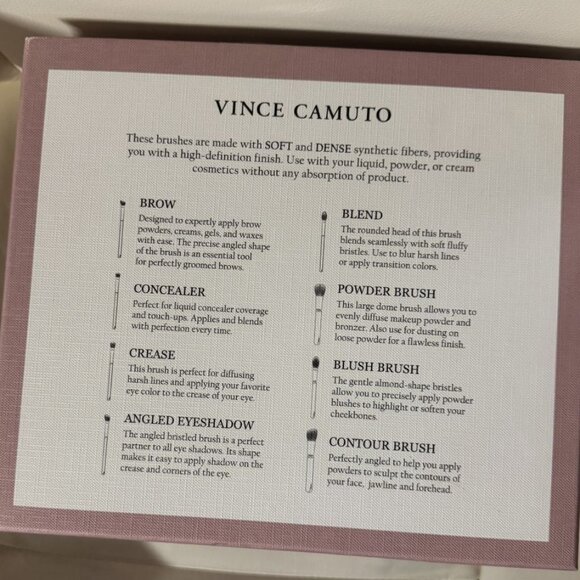 VINCE CAMUTO
These brushes are made with SOFT and DENSE synthetic fibers, providing
you with a high-definition finish. Use with your liquid, powder, or cream
cosmetics without any absorption of product.
BROW
Designed to expertly apply brow
powders, creams, gels, and waxes
with ease. The precise angled shape
of the brush is an essential tool
for perfectly groomed brows.
CONCEALER
Perfect for liquid concealer coverage
and touch-ups. Applies and blends
with perfection every time.
CREASE
This brush is perfect for diffusing
harsh lines and applying your favorite
eye color to the crease of your eye.
ANGLED EYESHADOW
The angled bristled brush is a perfect
partner to all eye shadows. Its shape
makes it easy to apply shadow on the
crease and corners of the eye.
BLEND
The rounded head of this brush
blends seamlessly with soft fluffy
bristles. Use to blur harsh lines
or apply transition colors.
POWDER BRUSH
This large dome brush allows you to
evenly diffuse makeup powder and
bronzer. Also use for dusting on
loose powder for a flawless finish.
BLUSH BRUSH
The gentle almond-shape bristles
allow you to precisely apply powder
blushes to highlight or soften your
cheekbones.
CONTOUR BRUSH
Perfectly angled to help you apply
powders to sculpt the contours of
your face, jawline and forehead.